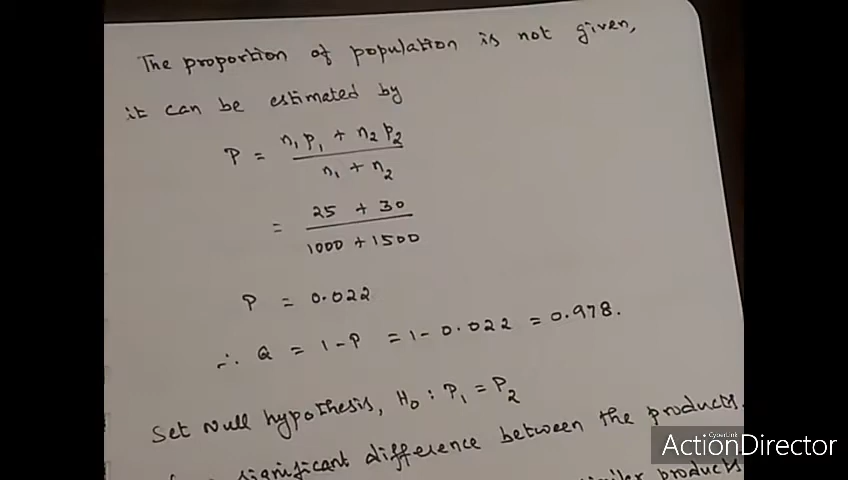 The proportion of population is not given,
it can be estimated by
P = n₁ p₁ + n₂ p₂
n₁ + n₂
= 25 + 30
1000 + 1500
P = 0.022
∴ Q = 1 - P = 1 - 0.022 = 0.978.
Set Null hypothesis, H₀ : P₁ = P₂
significant difference between the products.
products
CyberLink
ActionDirector